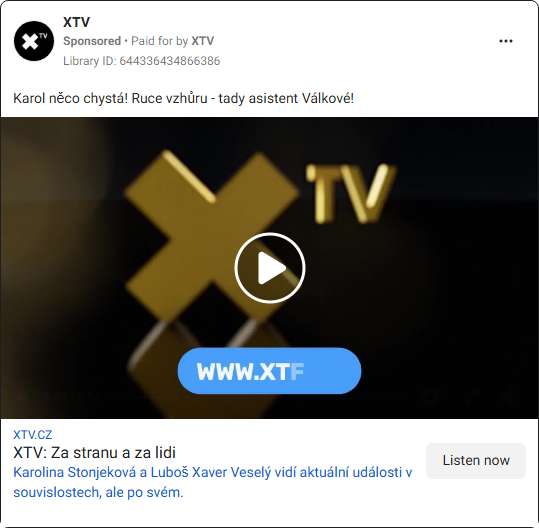 XTV
Sponsored • Paid for by XTV
Library ID: 644336434866386
Karol něco chystá! Ruce vzhůru - tady asistent Válkové!
XTV
WWW.XTF
XTV.CZ
XTV: Za stranu a za lidi
Karolina Stonjeková a Luboš Xaver Veselý vidí aktuální události v
souvislostech, ale po svém.
Listen now